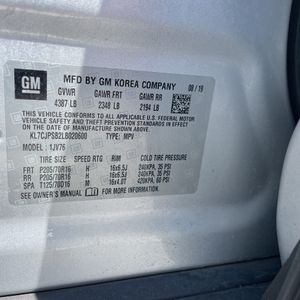 GM
MFD BY GM KOREA COMPANY
GVWR GAWR FRT GAWR RR 08/19
4387 LB 2348 LB 2194 LB
THIS VEHICLE CONFORMS TO ALL APPLICABLE U.S. FEDERAL MOTOR
VEHICLE SAFETY, BUMPER, AND THEFT PREVENTION STANDARDS IN
EFFECT ON THE DATE OF MANUFACTURE SHOWN ABOVE.
KL7CJPSB2LB020600 TYPE: MPV
MODEL: 1JV76
TIRE SIZE SPEED RTG RIM COLD TIRE PRESSURE
FRT P205/70R16 H 16x6.5J 240KPA, 35 PSI
RR P205/70R16 H 16x6.5J 240KPA, 35 PSI
SPA T125/70D16 M 16x4.0T 420KPA, 60 PSI
SEE OWNER'S MANUAL FOR ADDITIONAL INFORMATION.